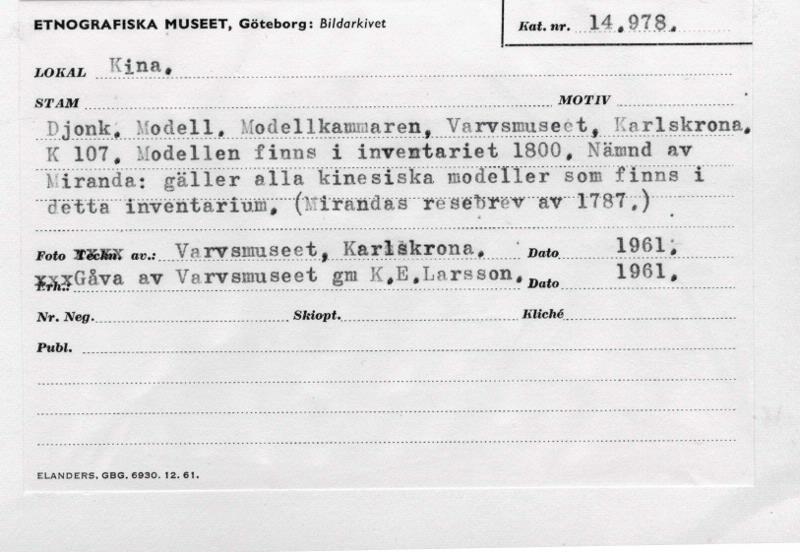 ETNOGRAFISKA MUSEET, Göteborg: Bildarkivet
Kat. nr. 14.978.
LOKAL Kina.
STAM MOTIV
Djonk. Modell. Modellkammaren, Varvsmuseet, Karlskrona.
K 107. Modellen finns i inventariet 1800. Nämnd av
Miranda: gäller alla kinesiska modeller som finns i
detta inventarium. (Mirandas resebrev av 1787.)
Foto Teckn. av.: Varvsmuseet, Karlskrona. Dato 1961.
Erh.: xxxGåva av Varvsmuseet gm K.E.Larsson. Dato 1961.
Nr. Neg. Skiopt. Kliché
Publ.
ELANDERS. GBG. 6930. 12. 61.